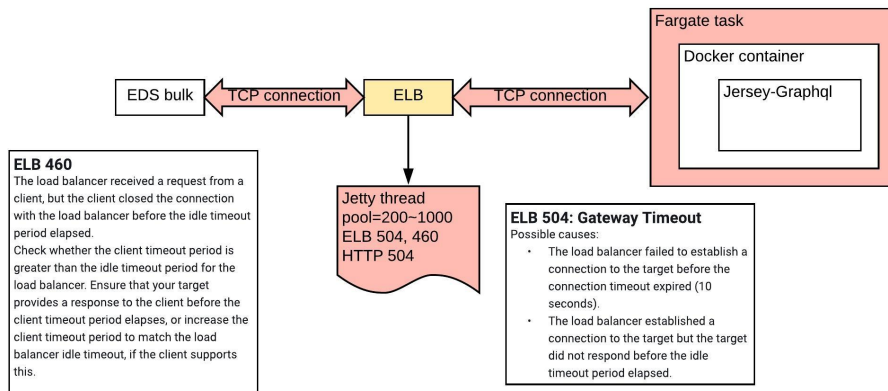 Fargate task
Docker container
Jersey-Graphql
EDS bulk
TCP connection
ELB
TCP connection
ELB 460
The load balancer received a request from a
client, but the client closed the connection
with the load balancer before the idle timeout
period elapsed.
Check whether the client timeout period is
greater than the idle timeout period for the
load balancer. Ensure that your target
provides a response to the client before the
client timeout period elapses, or increase the
client timeout period to match the load
balancer idle timeout, if the client supports
this.
Jetty thread
pool=200~1000
ELB 504, 460
HTTP 504
ELB 504: Gateway Timeout
Possible causes:
• The load balancer failed to establish a
connection to the target before the
connection timeout expired (10
seconds).
• The load balancer established a
connection to the target but the target
did not respond before the idle
timeout period elapsed.